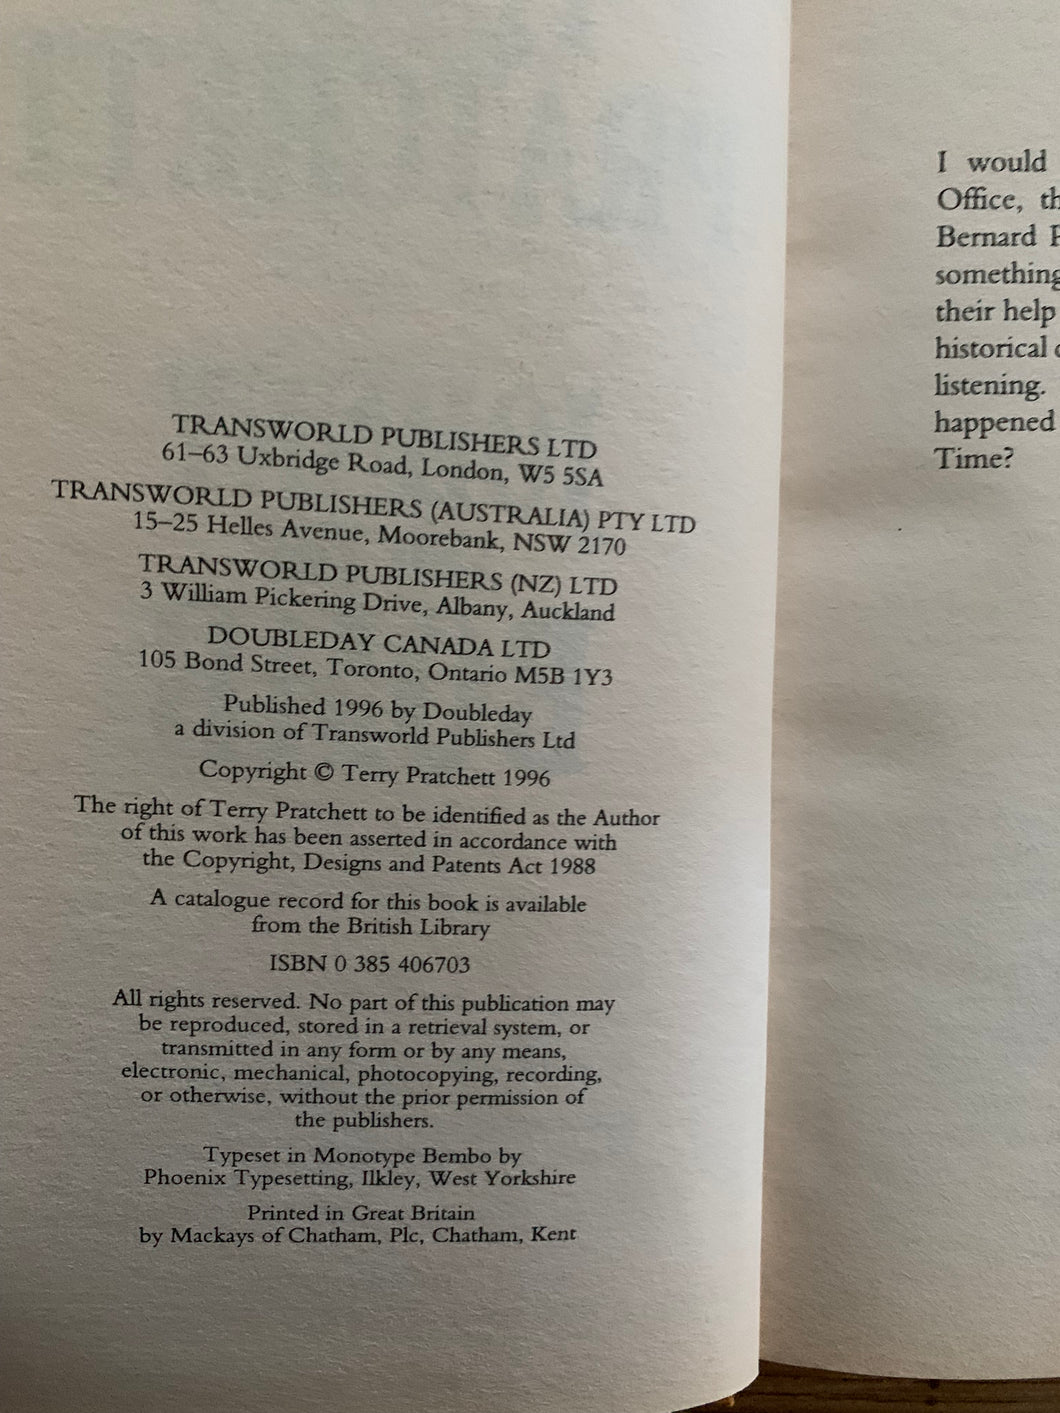 TRANSWORLD PUBLISHERS LTD
61–63 Uxbridge Road, London, W5 5SA
TRANSWORLD PUBLISHERS (AUSTRALIA) PTY LTD
15–25 Helles Avenue, Moorebank, NSW 2170
TRANSWORLD PUBLISHERS (NZ) LTD
3 William Pickering Drive, Albany, Auckland
DOUBLEDAY CANADA LTD
105 Bond Street, Toronto, Ontario M5B 1Y3
Published 1996 by Doubleday
a division of Transworld Publishers Ltd
Copyright © Terry Pratchett 1996
The right of Terry Pratchett to be identified as the Author
of this work has been asserted in accordance with
the Copyright, Designs and Patents Act 1988
A catalogue record for this book is available
from the British Library
ISBN 0 385 406703
All rights reserved. No part of this publication may
be reproduced, stored in a retrieval system, or
transmitted in any form or by any means,
electronic, mechanical, photocopying, recording,
or otherwise, without the prior permission of
the publishers.
Typeset in Monotype Bembo by
Phoenix Typesetting, Ilkley, West Yorkshire
Printed in Great Britain
by Mackays of Chatham, Plc, Chatham, Kent
I would
Office,
Bernard
something
their help
historical
listening.
happened
Time?